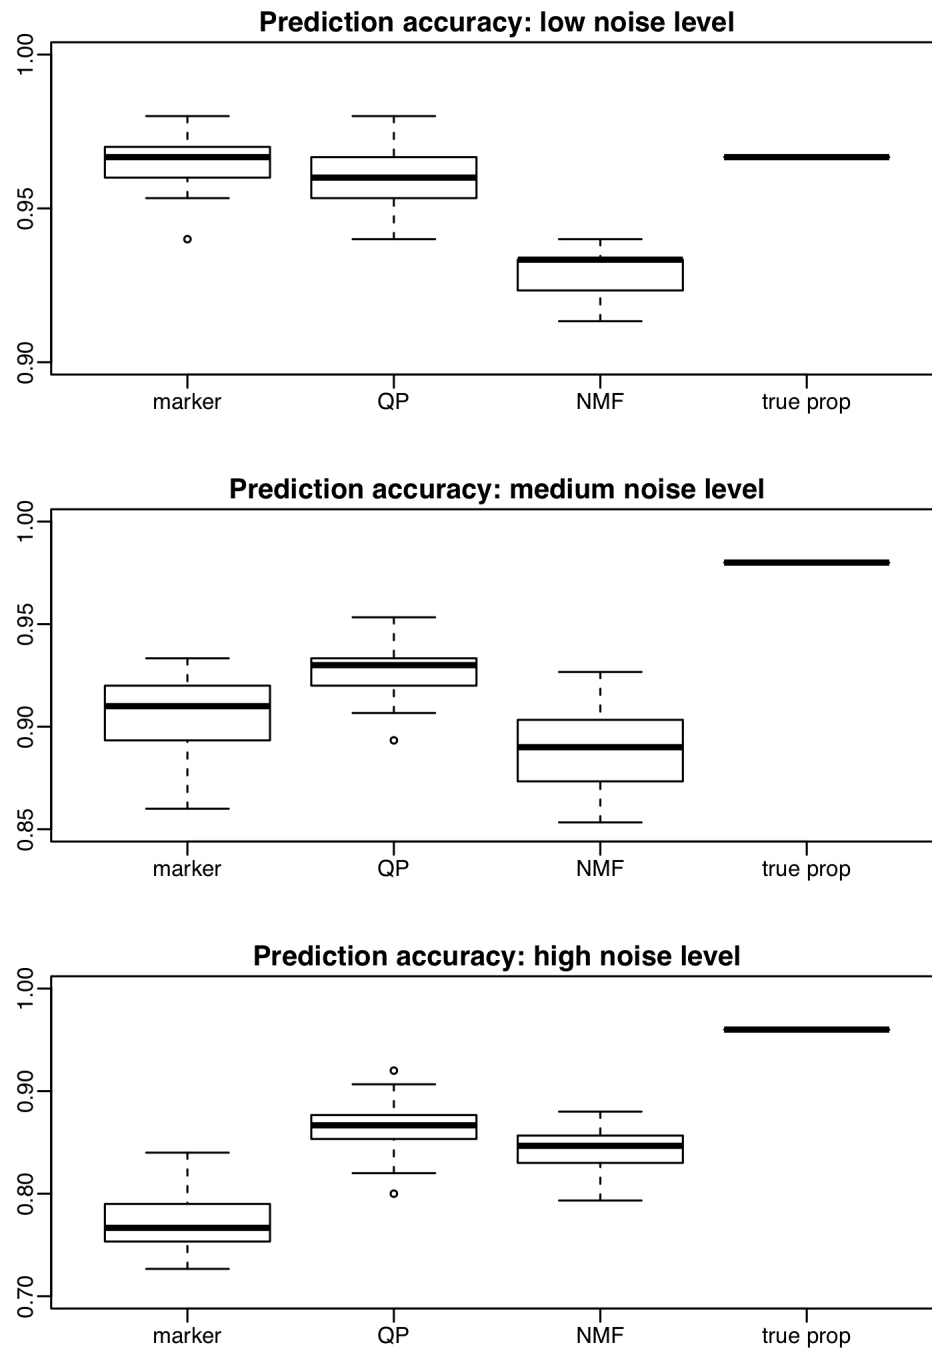 Prediction accuracy: low noise level
1.00
0.95
0.90
marker QP NMF true prop
Prediction accuracy: medium noise level
1.00
0.95
0.90
0.85
marker QP NMF true prop
Prediction accuracy: high noise level
1.00
0.90
0.80
0.70
marker QP NMF true prop